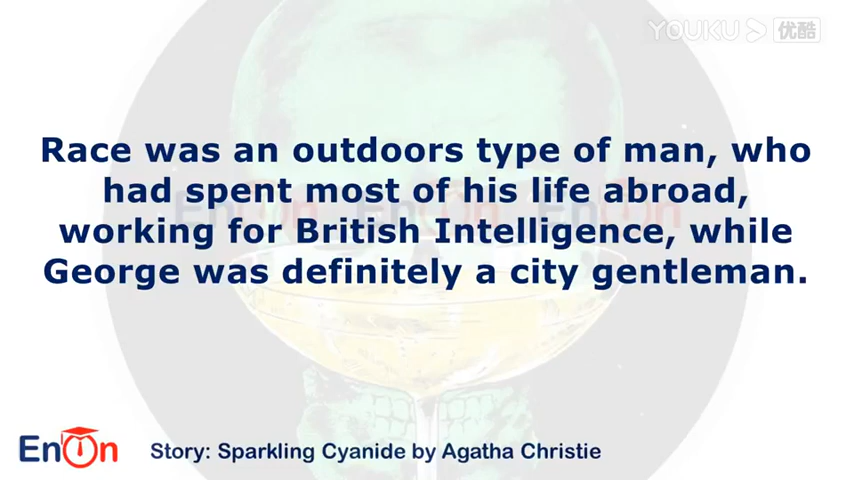 YOUKU 优酷
Race was an outdoors type of man, who
had spent most of his life abroad,
working for British Intelligence, while
George was definitely a city gentleman.
EnOn
Story: Sparkling Cyanide by Agatha Christie